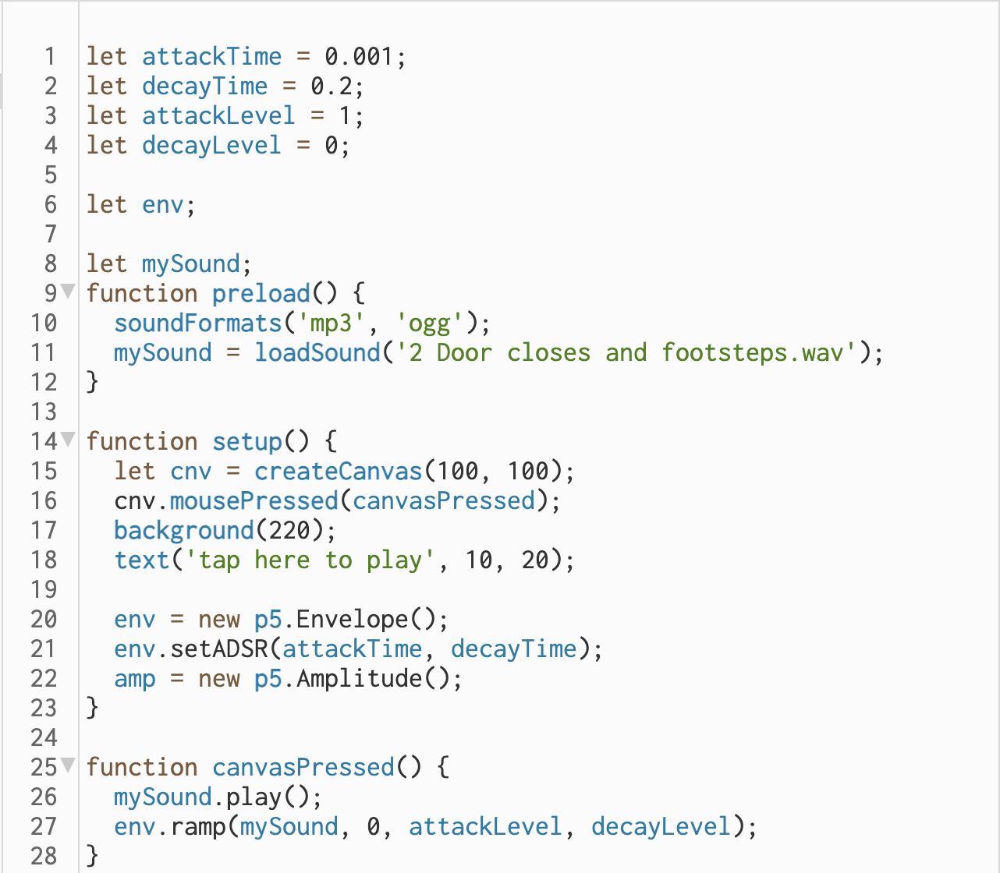 1 let attackTime = 0.001;
2 let decayTime = 0.2;
3 let attackLevel = 1;
4 let decayLevel = 0;
5
6 let env;
7
8 let mySound;
9 function preload() {
10   soundFormats('mp3', 'ogg');
11   mySound = loadSound('2 Door closes and footsteps.wav');
12 }
13
14 function setup() {
15   let cnv = createCanvas(100, 100);
16   cnv.mousePressed(canvasPressed);
17   background(220);
18   text('tap here to play', 10, 20);
19
20   env = new p5.Envelope();
21   env.setADSR(attackTime, decayTime);
22   amp = new p5.Amplitude();
23 }
24
25 function canvasPressed() {
26   mySound.play();
27   env.ramp(mySound, 0, attackLevel, decayLevel);
28 }